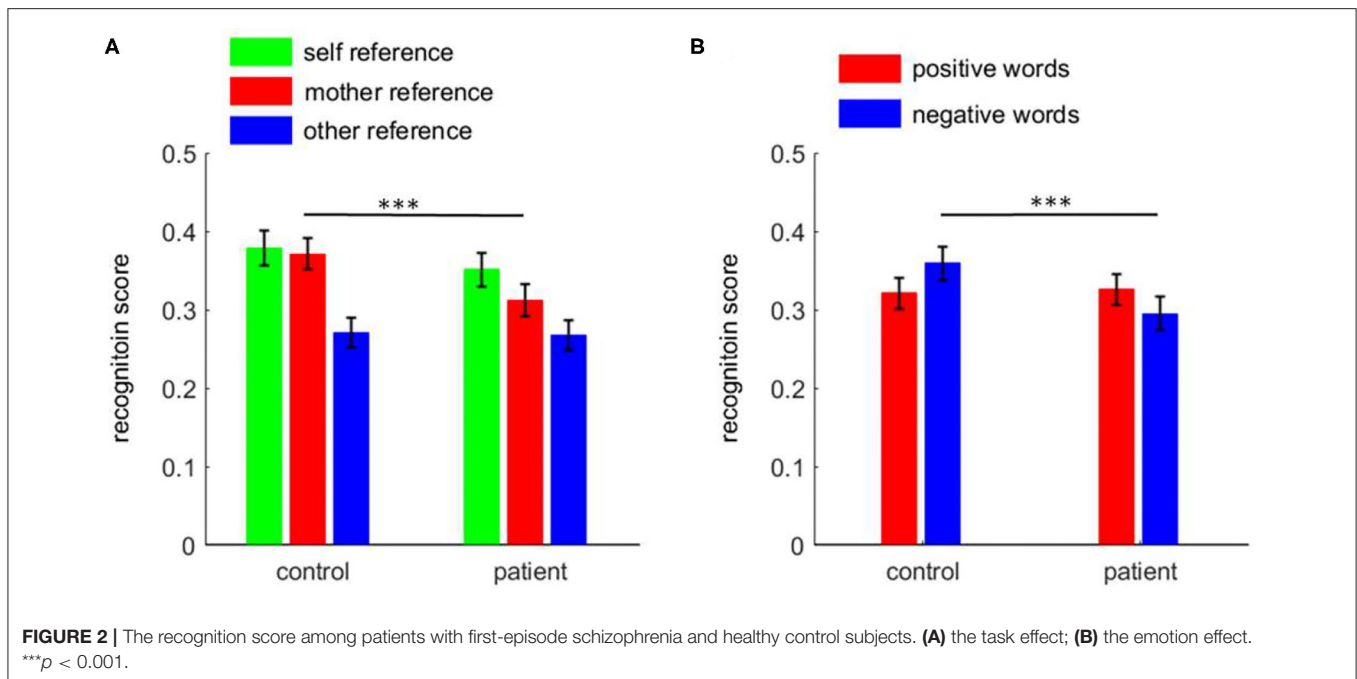 A
self reference
mother reference
other reference
0.5
0.4
0.3
0.2
0.1
0
recognitoin score
***
control
patient
B
positive words
negative words
0.5
0.4
0.3
0.2
0.1
0
recognitoin score
***
control
patient
FIGURE 2 | The recognition score among patients with first-episode schizophrenia and healthy control subjects. (A) the task effect; (B) the emotion effect.
***p < 0.001.